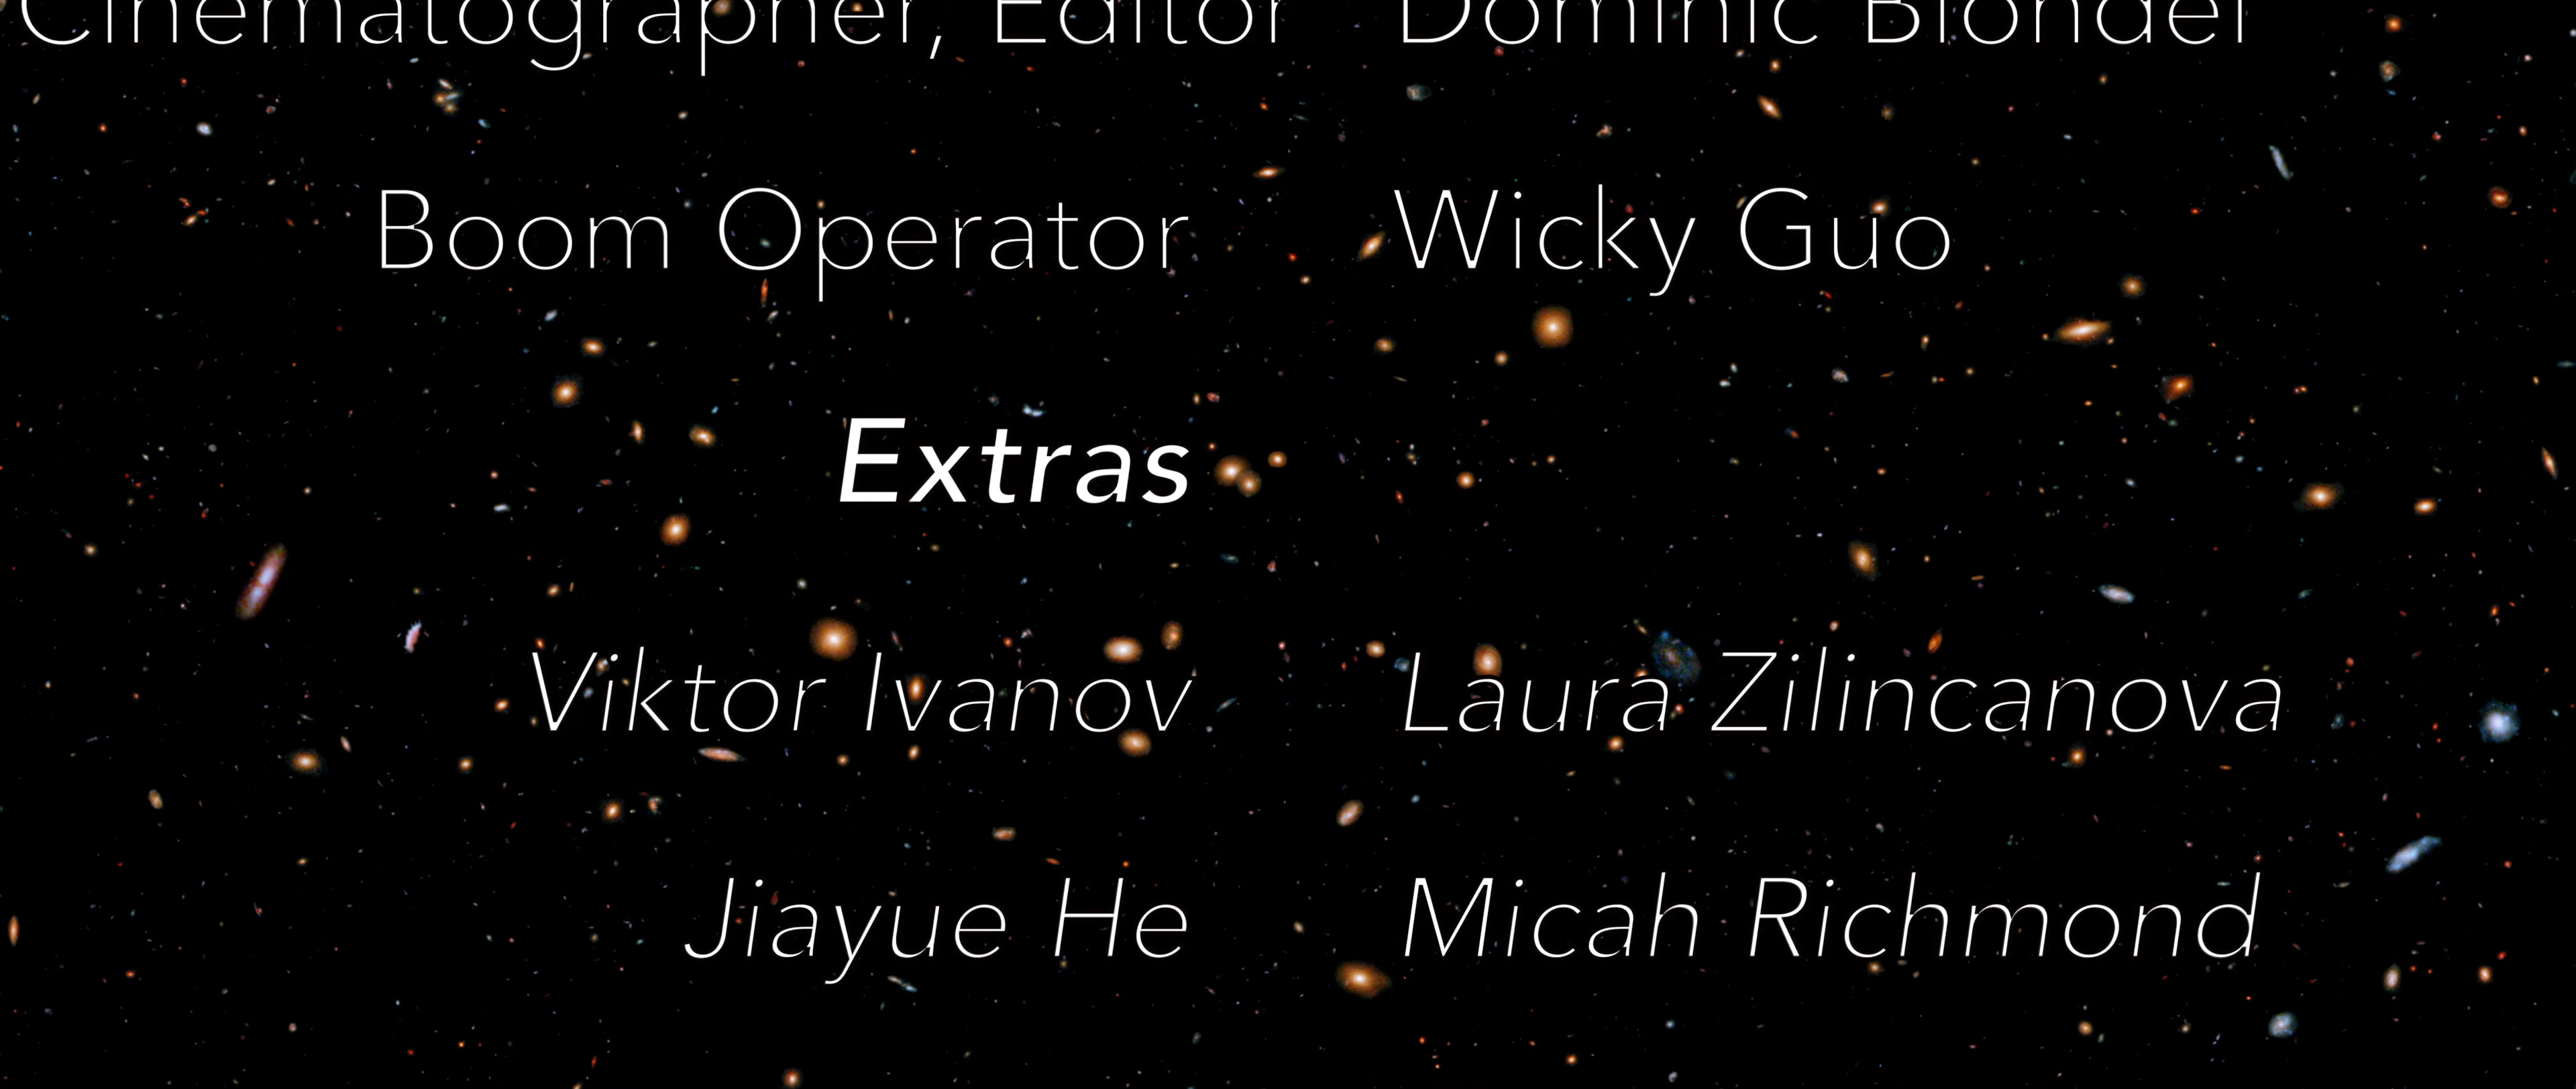 Cinematographer, Editor Dominic Blondel
Boom Operator Wicky Guo
Extras
Viktor Ivanov Laura Zilincanova
Jiayue He Micah Richmond